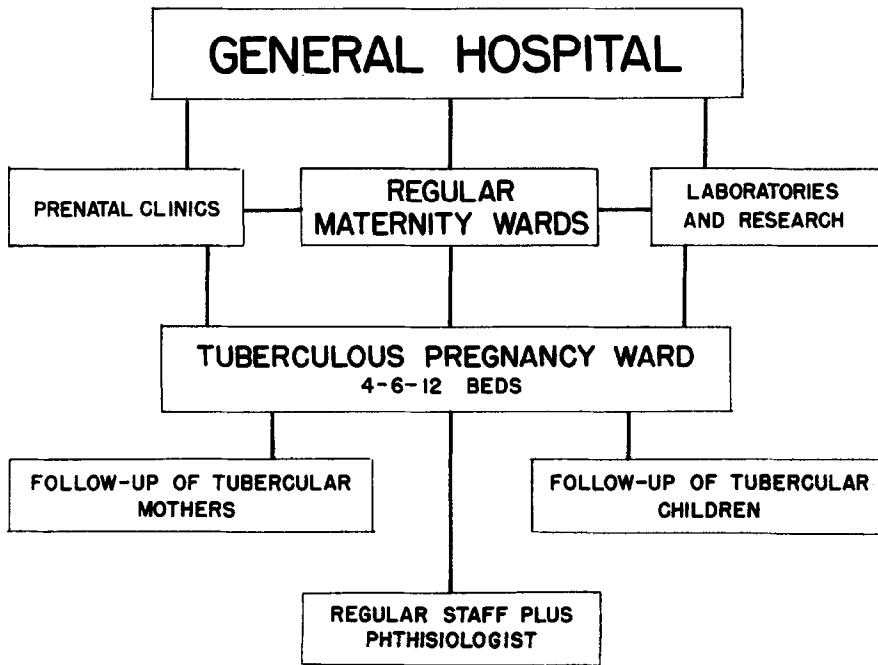 GENERAL HOSPITAL
PRENATAL CLINICS
REGULAR
MATERNITY WARDS
LABORATORIES
AND RESEARCH
TUBERCULOUS PREGNANCY WARD
4-6-12 BEDS
FOLLOW-UP OF TUBERCULAR
MOTHERS
FOLLOW-UP OF TUBERCULAR
CHILDREN
REGULAR STAFF PLUS
PHTHISIOLOGIST